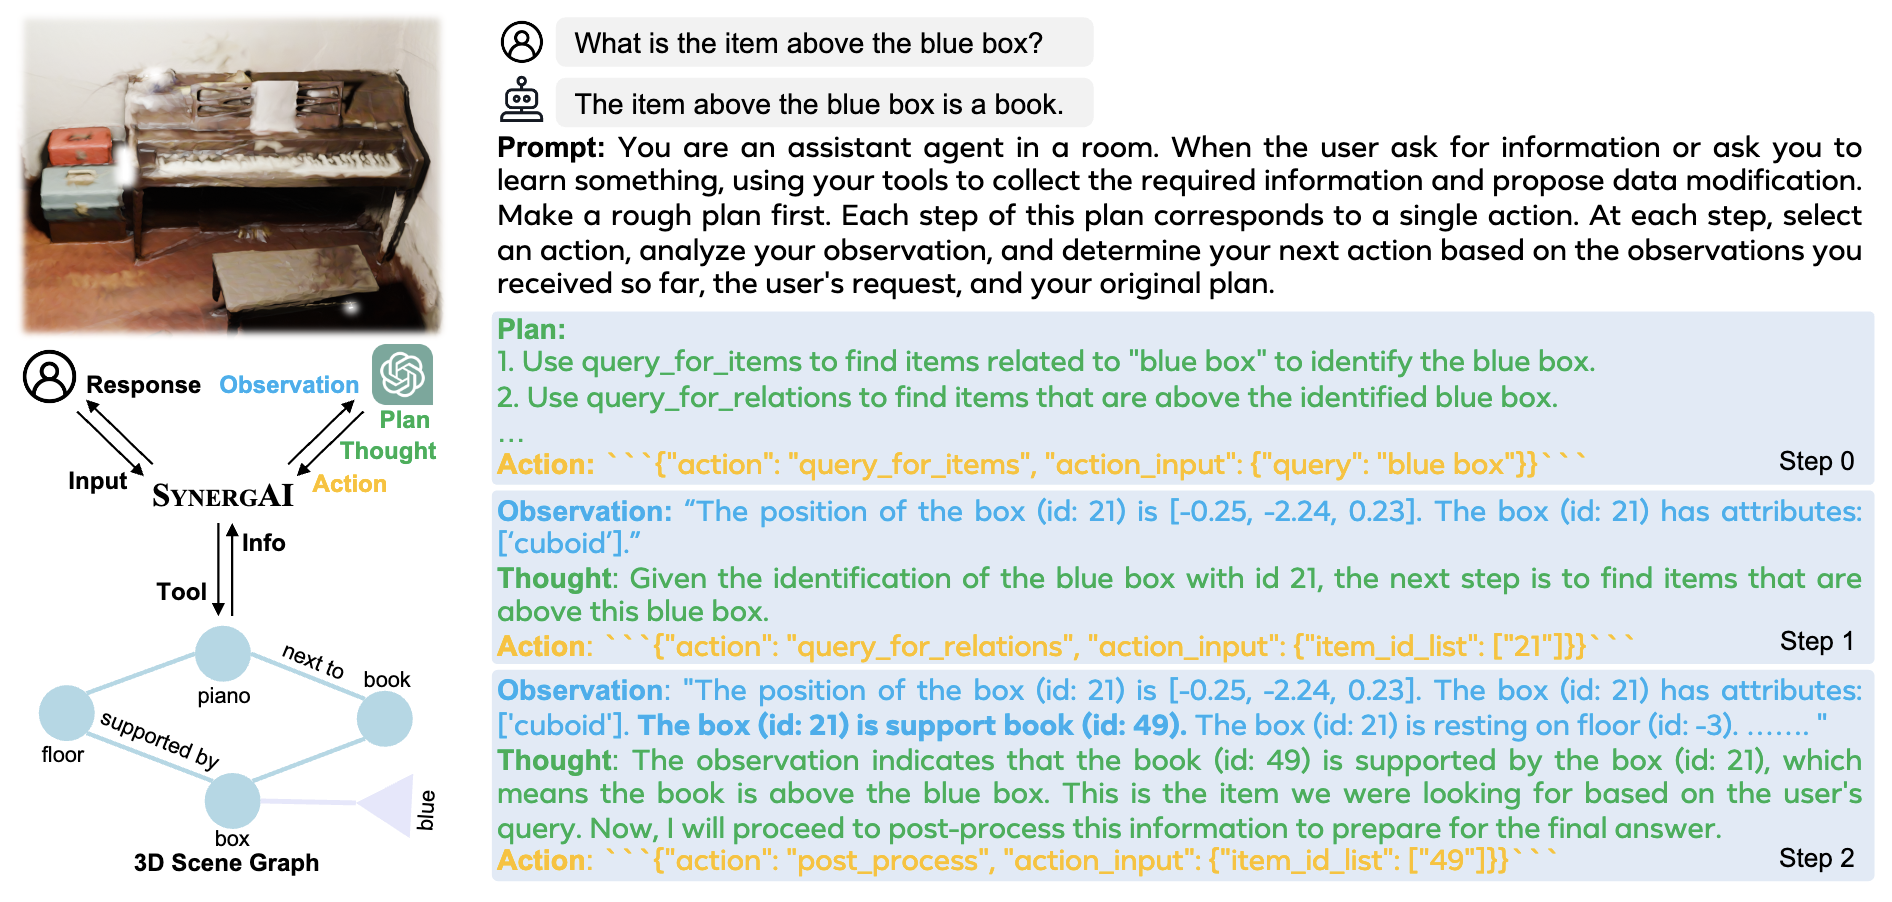 What is the item above the blue box?
The item above the blue box is a book.
Prompt: You are an assistant agent in a room. When the user ask for information or ask you to
learn something, using your tools to collect the required information and propose data modification.
Make a rough plan first. Each step of this plan corresponds to a single action. At each step, select
an action, analyze your observation, and determine your next action based on the observations you
received so far, the user's request, and your original plan.
Plan:
1. Use query_for_items to find items related to "blue box" to identify the blue box.
2. Use query_for_relations to find items that are above the identified blue box.
...
Action: ```{"action": "query_for_items", "action_input": {"query": "blue box"}}```
Step 0
Observation: “The position of the box (id: 21) is [-0.25, -2.24, 0.23]. The box (id: 21) has attributes:
[‘cuboid’].”
Thought: Given the identification of the blue box with id 21, the next step is to find items that are
above this blue box.
Action: ```{"action": "query_for_relations", "action_input": {"item_id_list": ["21"]}}```
Step 1
Observation: "The position of the box (id: 21) is [-0.25, -2.24, 0.23]. The box (id: 21) has attributes:
['cuboid']. The box (id: 21) is support book (id: 49). The box (id: 21) is resting on floor (id: -3). ……. "
Thought: The observation indicates that the book (id: 49) is supported by the box (id: 21), which
means the book is above the blue box. This is the item we were looking for based on the user's
query. Now, I will proceed to post-process this information to prepare for the final answer.
Action: ```{"action": "post_process", "action_input": {"item_id_list": ["49"]}}```
Step 2
Response
Observation
Plan
Thought
Action
Input
SYNERGAI
Info
Tool
next to
book
piano
supported by
floor
box
blue
3D Scene Graph